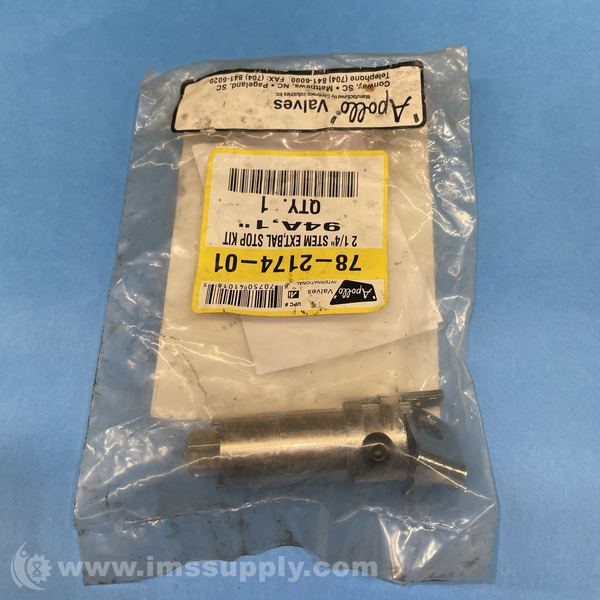 Apollo® Valves
Manufactured by Conbraco Industries Inc.
Conway, SC • Matthews, NC • Pageland, SC
Telephone (704) 841-6000 FAX: (704) 841-6020
Apollo® Valves
INTERNATIONAL
UPC #
78-2174-01
2 1/4" STEM EXT,BAL STOP KIT
94A,1"
QTY. 1
www.imssupply.com